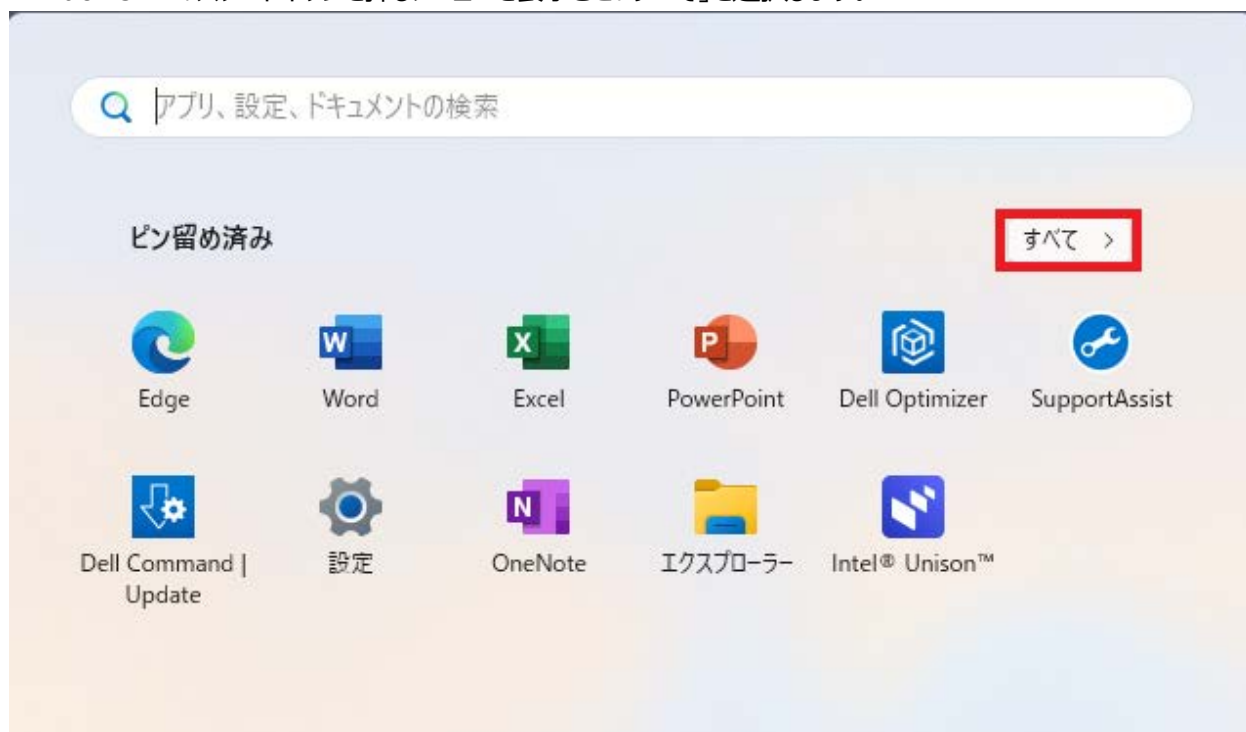 アプリ、設定、ドキュメントの検索
ピン留め済み
すべて >
Edge
Word
Excel
PowerPoint
Dell Optimizer
SupportAssist
Dell Command |
Update
設定
OneNote
エクスプローラー
Intel® Unison™